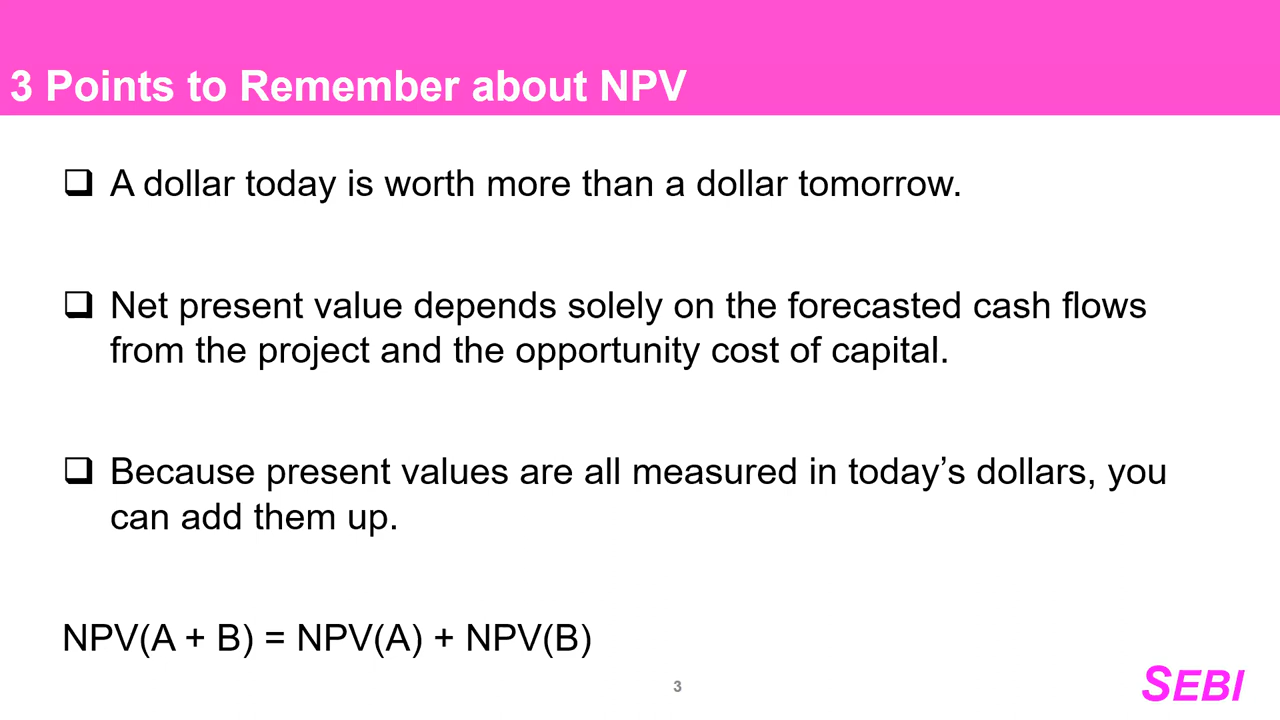 3 Points to Remember about NPV
❑ A dollar today is worth more than a dollar tomorrow.
❑ Net present value depends solely on the forecasted cash flows
from the project and the opportunity cost of capital.
❑ Because present values are all measured in today’s dollars, you
can add them up.
NPV(A + B) = NPV(A) + NPV(B)
3
SEBI